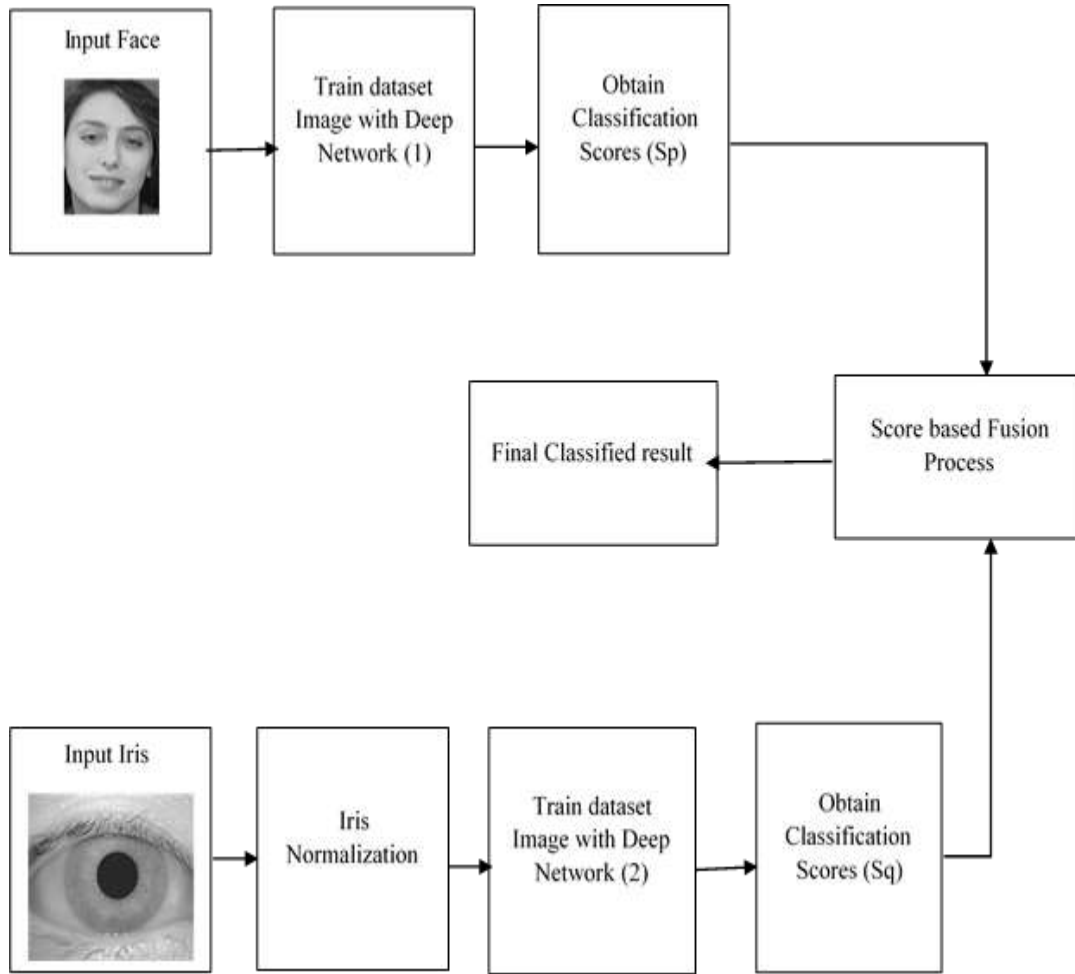 Input Face
Train dataset
Image with Deep
Network (1)
Obtain
Classification
Scores (Sp)
Final Classified result
Score based Fusion
Process
Input Iris
Iris
Normalization
Train dataset
Image with Deep
Network (2)
Obtain
Classification
Scores (Sq)